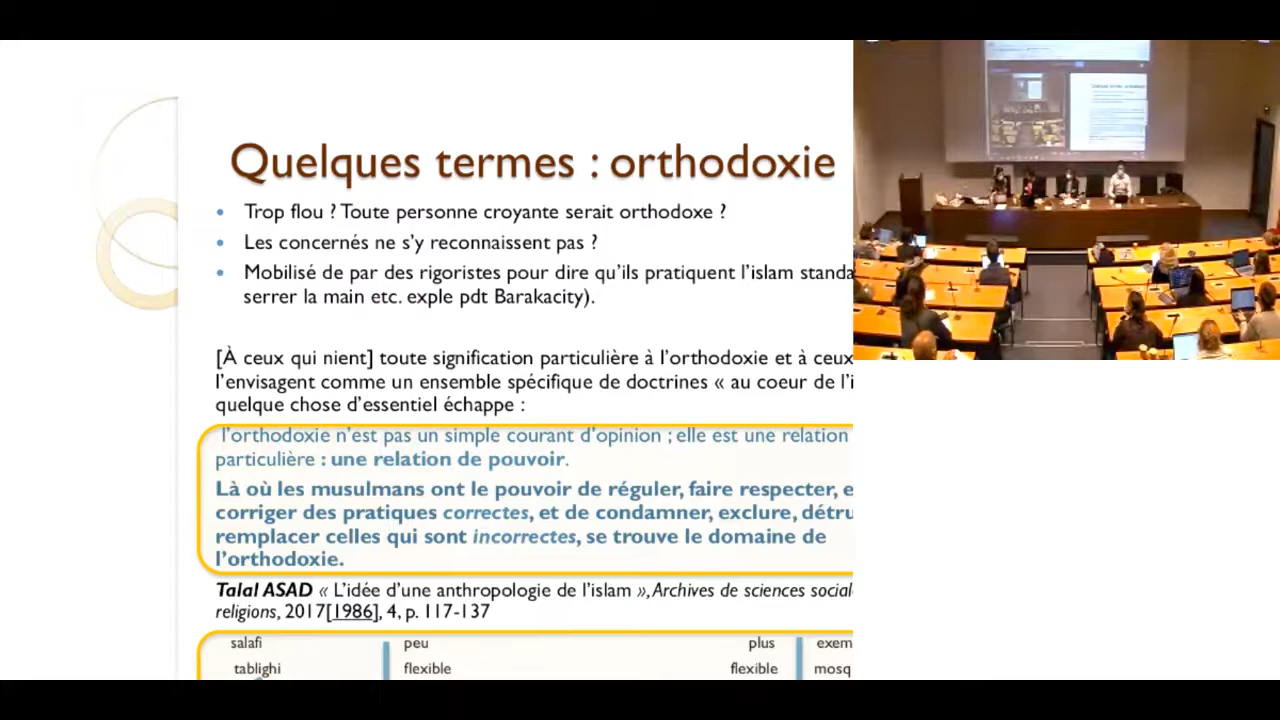 Quelques termes : orthodoxie
• Trop flou ? Toute personne croyante serait orthodoxe ?
• Les concernés ne s’y reconnaissent pas ?
• Mobilisé de par des rigoristes pour dire qu’ils pratiquent l’islam standa
serrer la main etc. exple pdt Barakacity).
[À ceux qui nient] toute signification particulière à l’orthodoxie et à ceux
l’envisagent comme un ensemble spécifique de doctrines « au coeur de l’i
quelque chose d’essentiel échappe :
l’orthodoxie n’est pas un simple courant d’opinion ; elle est une relation
particulière : une relation de pouvoir.
Là où les musulmans ont le pouvoir de réguler, faire respecter, e
corriger des pratiques correctes, et de condamner, exclure, détru
remplacer celles qui sont incorrectes, se trouve le domaine de
l’orthodoxie.
Talal ASAD « L’idée d’une anthropologie de l’islam », Archives de sciences social
religions, 2017[1986], 4, p. 117-137
salafi peu plus exem
tablighi flexible flexible mosq